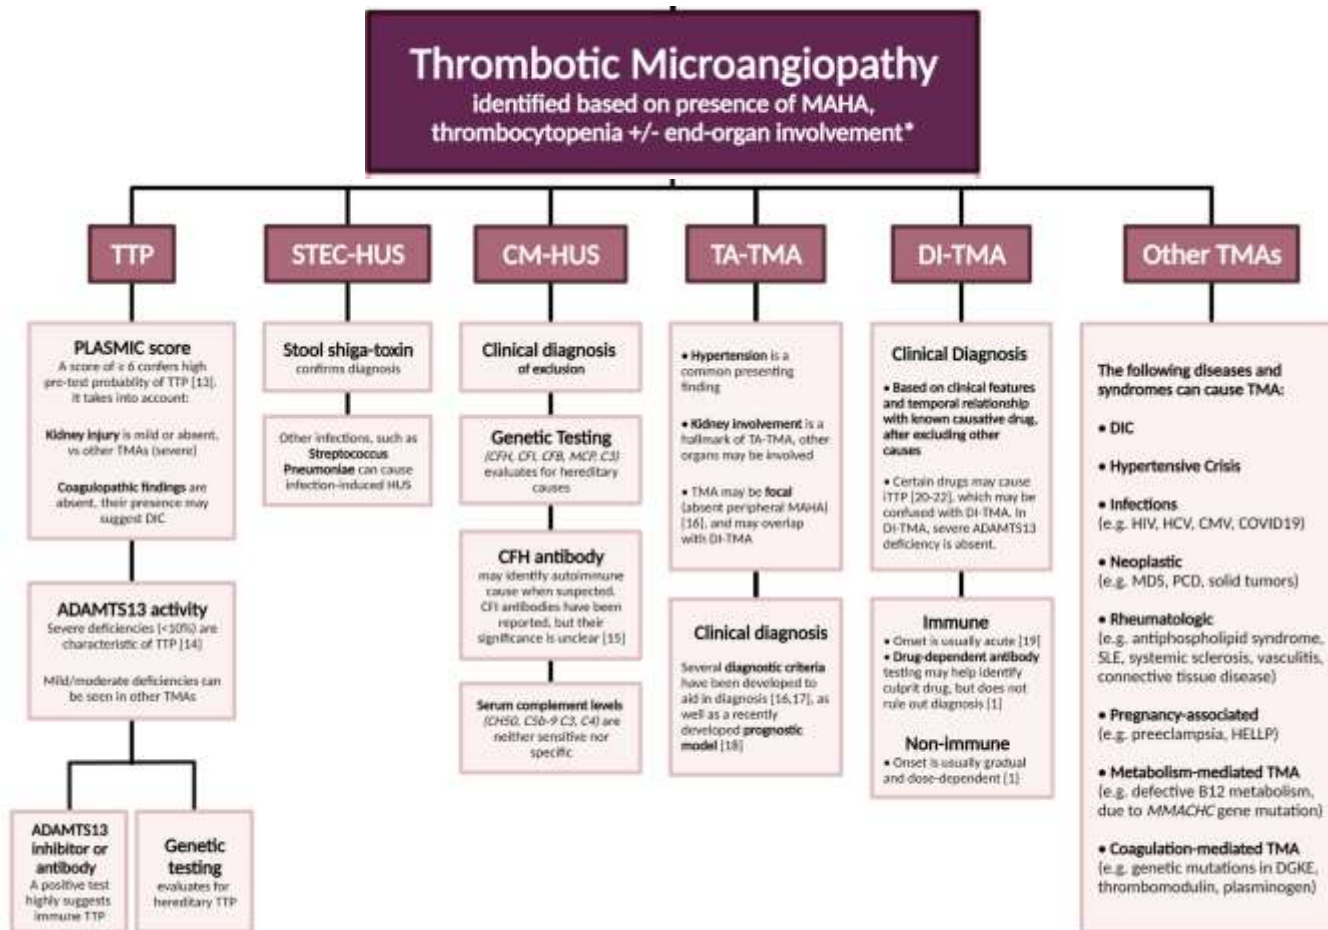 Thrombotic Microangiopathy
identified based on presence of MAHA,
thrombocytopenia +/- end-organ involvement*
TTP
PLASMIC score
A score of ≥ 6 confers high
pre-test probablity of TTP [13].
It takes into account:
Kidney injury is mild or absent,
vs other TMAs (severe)
Coagulopathic findings are
absent, their presence may
suggest DIC
ADAMTS13 activity
Severe deficiencies (<10%) are
characteristic of TTP [14]
Mild/moderate deficiencies can
be seen in other TMAs
ADAMTS13
inhibitor or
antibody
A positive test
highly suggests
immune TTP
Genetic
testing
evaluates for
hereditary TTP
STEC-HUS
Stool shiga-toxin
confirms diagnosis
Other infections, such as
Streptococcus
Pneumoniae can cause
infection-induced HUS
CM-HUS
Clinical diagnosis
of exclusion
Genetic Testing
(CFH, CFI, CFB, MCP, C3)
evaluates for hereditary
causes
CFH antibody
may identify autoimmune
cause when suspected.
CFI antibodies have been
reported, but their
significance is unclear [15]
Serum complement levels
(CH50, C5b-9 C3, C4) are
neither sensitive nor
specific
TA-TMA
• Hypertension is a
common presenting
finding
• Kidney involvement is a
hallmark of TA-TMA, other
organs may be involved
• TMA may be focal
(absent peripheral MAHA)
[16], and may overlap
with DI-TMA
Clinical diagnosis
Several diagnostic criteria
have been developed to
aid in diagnosis [16,17], as
well as a recently
developed prognostic
model [18]
DI-TMA
Clinical Diagnosis
• Based on clinical features
and temporal relationship
with known causative drug,
after excluding other
causes
• Certain drugs may cause
iTTP [20-22], which may be
confused with DI-TMA. In
DI-TMA, severe ADAMTS13
deficiency is absent.
Immune
• Onset is usually acute [19]
• Drug-dependent antibody
testing may help identify
culprit drug, but does not
rule out diagnosis [1]
Non-immune
• Onset is usually gradual
and dose-dependent [1]
Other TMAs
The following diseases and
syndromes can cause TMA:
• DIC
• Hypertensive Crisis
• Infections
(e.g. HIV, HCV, CMV, COVID19)
• Neoplastic
(e.g. MDS, PCD, solid tumors)
• Rheumatologic
(e.g. antiphospholipid syndrome,
SLE, systemic sclerosis, vasculitis,
connective tissue disease)
• Pregnancy-associated
(e.g. preeclampsia, HELLP)
• Metabolism-mediated TMA
(e.g. defective B12 metabolism,
due to MMACHC gene mutation)
• Coagulation-mediated TMA
(e.g. genetic mutations in DGKE,
thrombomodulin, plasminogen)